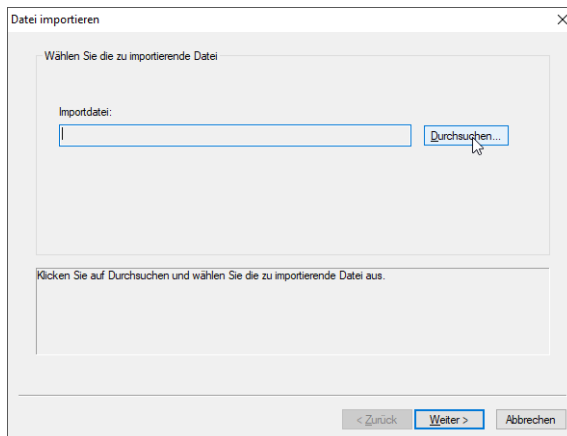 Datei importieren
Wählen Sie die zu importierende Datei
Importdatei:
Durchsuchen...
Klicken Sie auf Durchsuchen und wählen Sie die zu importierende Datei aus.
< Zurück
Weiter >
Abbrechen